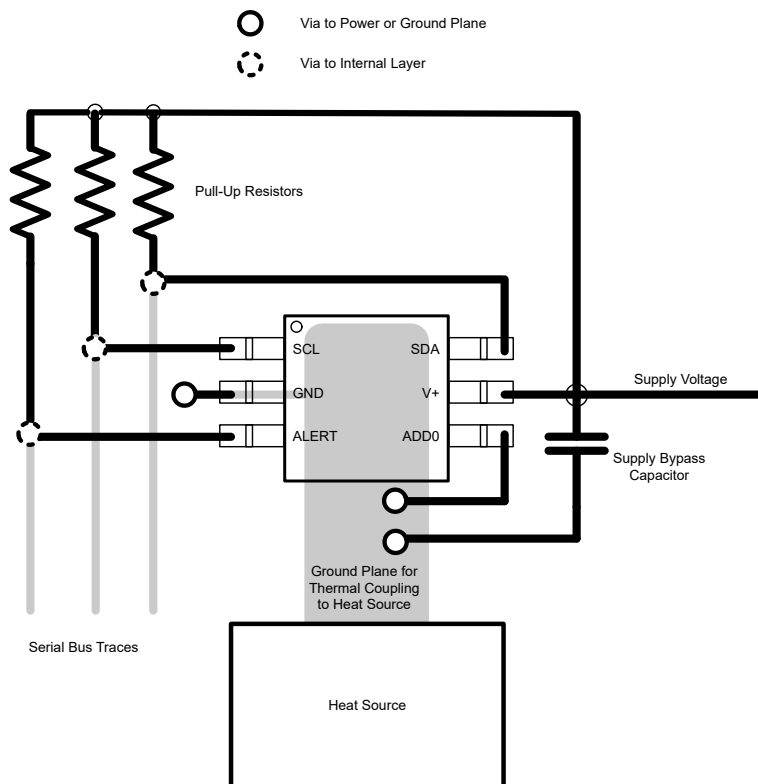 Via to Power or Ground Plane
Via to Internal Layer
Pull-Up Resistors
SCL
SDA
GND
V+
ALERT
ADD0
Supply Voltage
Supply Bypass
Capacitor
Ground Plane for
Thermal Coupling
to Heat Source
Serial Bus Traces
Heat Source